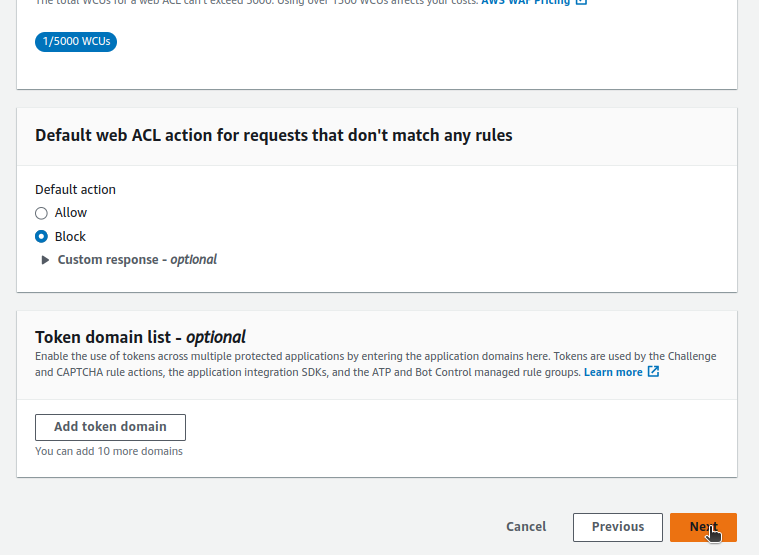 The total WCUs for a web ACL can't exceed 5000. Using over 1500 WCUs affects your costs. AWS WAF Pricing
1/5000 WCUs
Default web ACL action for requests that don't match any rules
Default action
Allow
Block
Custom response - optional
Token domain list - optional
Enable the use of tokens across multiple protected applications by entering the application domains here. Tokens are used by the Challenge
and CAPTCHA rule actions, the application integration SDKs, and the ATP and Bot Control managed rule groups. Learn more
Add token domain
You can add 10 more domains
Cancel
Previous
Next